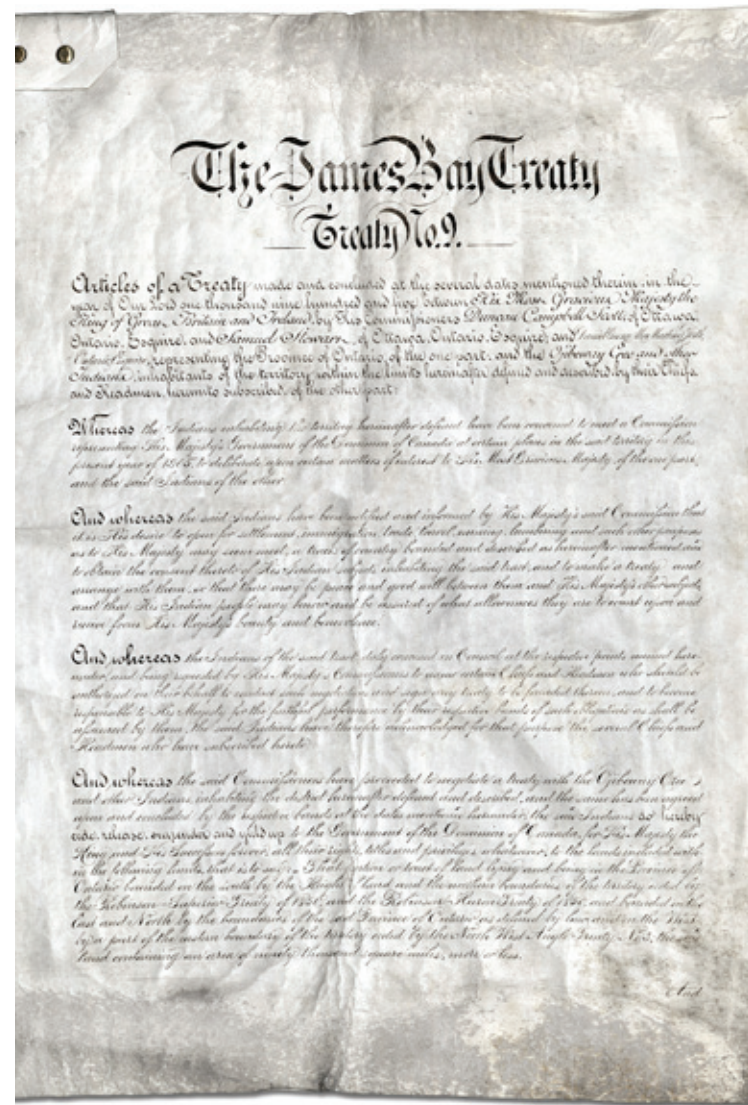 The James Bay Treaty
Treaty No. 9.
Articles of a Treaty made and concluded at the several dates mentioned therein, in the
year of Our Lord one thousand nine hundred and five between His Most Gracious Majesty the
King of Great Britain and Ireland, by His Commissioners Duncan Campbell Scott, of Ottawa,
Ontario, Esquire, and Samuel Stewart, of Ottawa, Ontario, Esquire, and
representing the Province of Ontario, of the one part, and the Ojibeway Cree and other
Indians, inhabitants of the territory within the limits hereinafter defined and described, by their Chiefs
and Headmen, hereunto subscribed, of the other part:
Whereas the Indians inhabiting the territory hereinafter defined have been convened to meet a Commission
representing His Majesty's Government of the Dominion of Canada at certain places in the said territory in this
present year of 1905, to deliberate upon certain matters of interest to His Most Gracious Majesty, of the one part,
and the said Indians of the other
And whereas the said Indians have been notified and informed by His Majesty's said Commission that
it is His desire to open for settlement, immigration, trade, travel, mining, lumbering and such other purposes
as to His Majesty may seem meet, a tract of country bounded and described as hereinafter mentioned and
to obtain the consent thereto of His Indian subjects inhabiting the said tract, and to make a treaty and
arrange with them, so that there may be peace and good will between them and His Majesty's other subjects,
and that His Indian people may know and be assured of what allowances they are to count upon and
receive from His Majesty's bounty and benevolence.
And whereas the Indians of the said tract, duly convened in Council at the respective points named here-
under, and being requested by His Majesty's Commissioners to name certain Chiefs and Headmen who should be
authorized on their behalf to conduct such negotiations and sign any treaty to be founded thereon, and to become
responsible to His Majesty for the faithful performance by their respective bands of such obligations as shall be
assumed by them, the said Indians have therefore acknowledged for that purpose the several Chiefs and
Headmen who have subscribed hereto.
And whereas the said Commissioners have proceeded to negotiate a treaty with the Ojibeway Cree
and other Indians, inhabiting the district hereinafter defined and described, and the same has been agreed
upon and concluded by the respective bands at the dates mentioned hereunder, the said Indians do hereby
cede, release, surrender and yield up to the Government of the Dominion of Canada, for His Majesty the
King and His Successors forever, all their rights, titles and privileges whatsoever, to the lands included with-
in the following limits, that is to say: That portion or tract of land lying and being in the Province of
Ontario bounded on the south by the Height of Land and the northern boundaries of the territory ceded by
the Robinson-Superior Treaty of 1850, and the Robinson-Huron Treaty of 1850, and bounded on the
East and North by the boundaries of the said Province of Ontario as defined by law, and on the West
by a part of the eastern boundary of the territory ceded by the North West Angle Treaty No. 3, the
land containing an area of ninety thousand square miles, more or less.
And